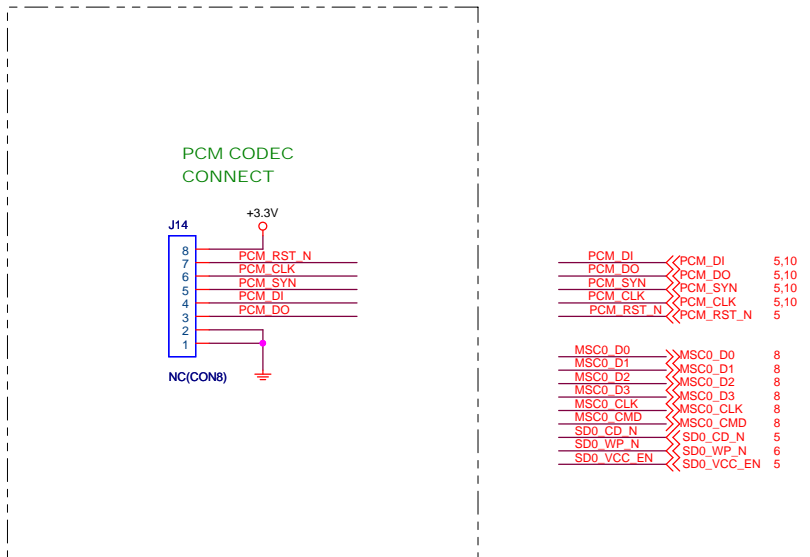 PCM CODEC
CONNECT
+3.3V
J14
8
7 PCM_RST_N
6 PCM_CLK
5 PCM_SYN
4 PCM_DI
3 PCM_DO
2
1
NC(CON8)
PCM_DI PCM_DI 5,10
PCM_DO PCM_DO 5,10
PCM_SYN PCM_SYN 5,10
PCM_CLK PCM_CLK 5,10
PCM_RST_N PCM_RST_N 5
MSC0_D0 MSC0_D0 8
MSC0_D1 MSC0_D1 8
MSC0_D2 MSC0_D2 8
MSC0_D3 MSC0_D3 8
MSC0_CLK MSC0_CLK 8
MSC0_CMD MSC0_CMD 8
SD0_CD_N SD0_CD_N 5
SD0_WP_N SD0_WP_N 6
SD0_VCC_EN SD0_VCC_EN 5